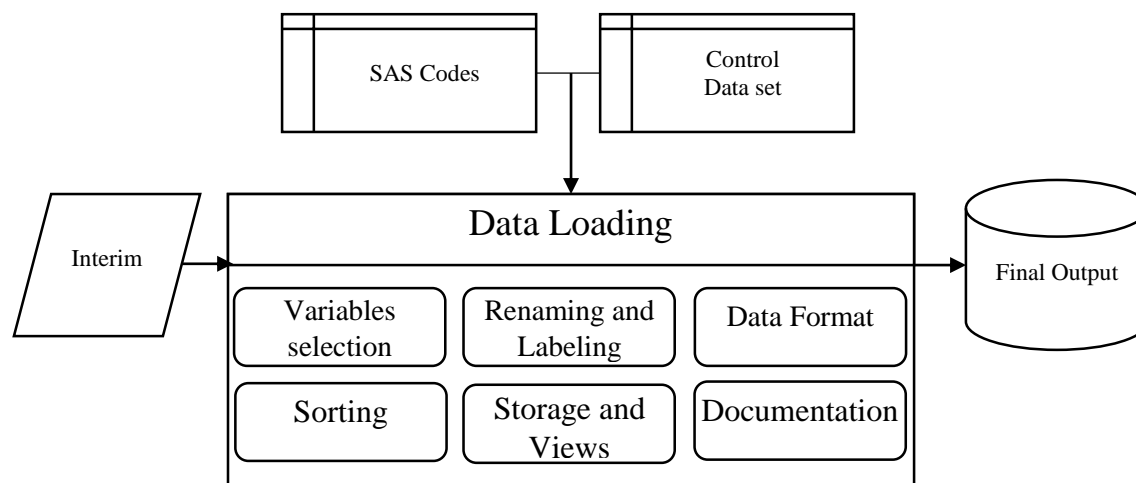 SAS Codes
Control
Data set
Data Loading
Interim
Final Output
Variables
selection
Renaming and
Labeling
Data Format
Sorting
Storage and
Views
Documentation